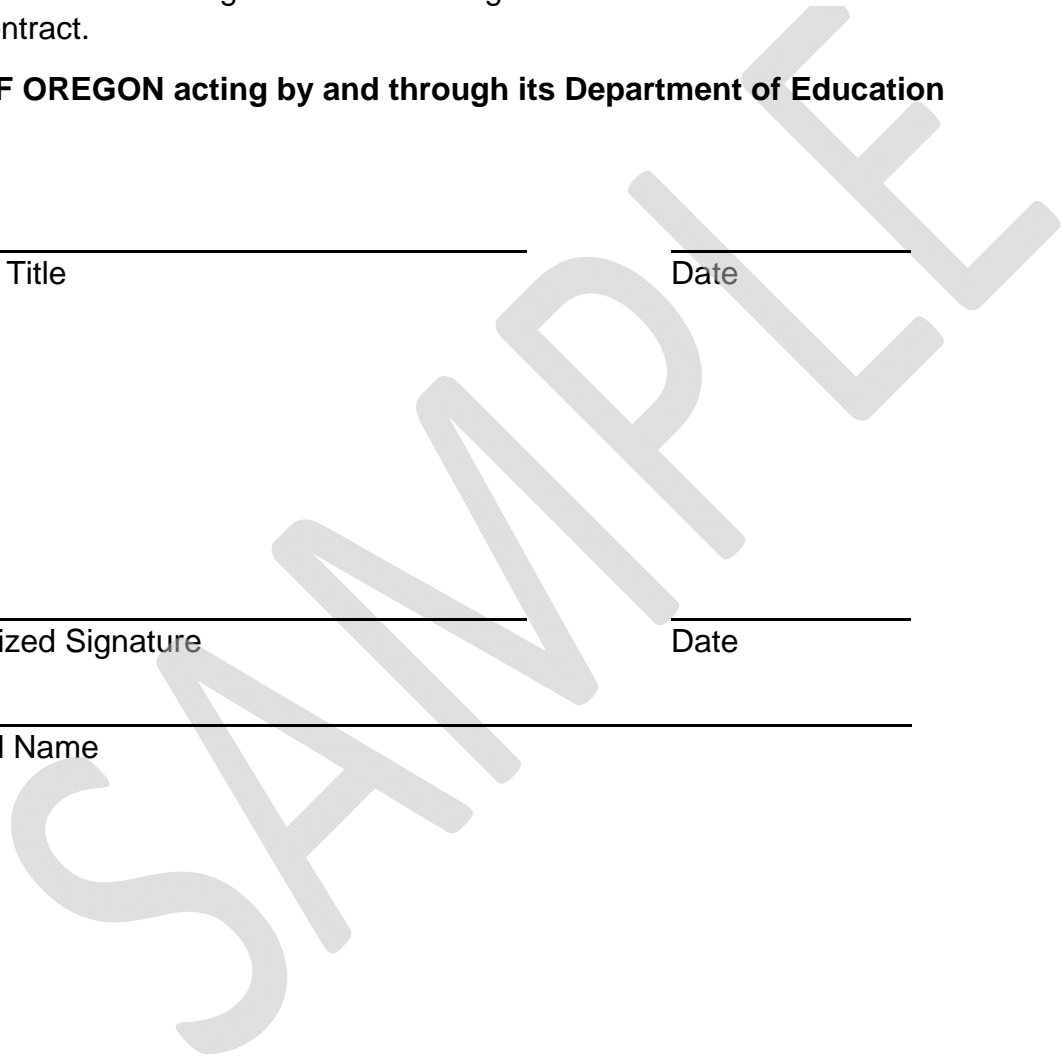 ntract.
F OREGON acting by and through its Department of Education
Title Date
ized Signature Date
l Name
SAMPLE